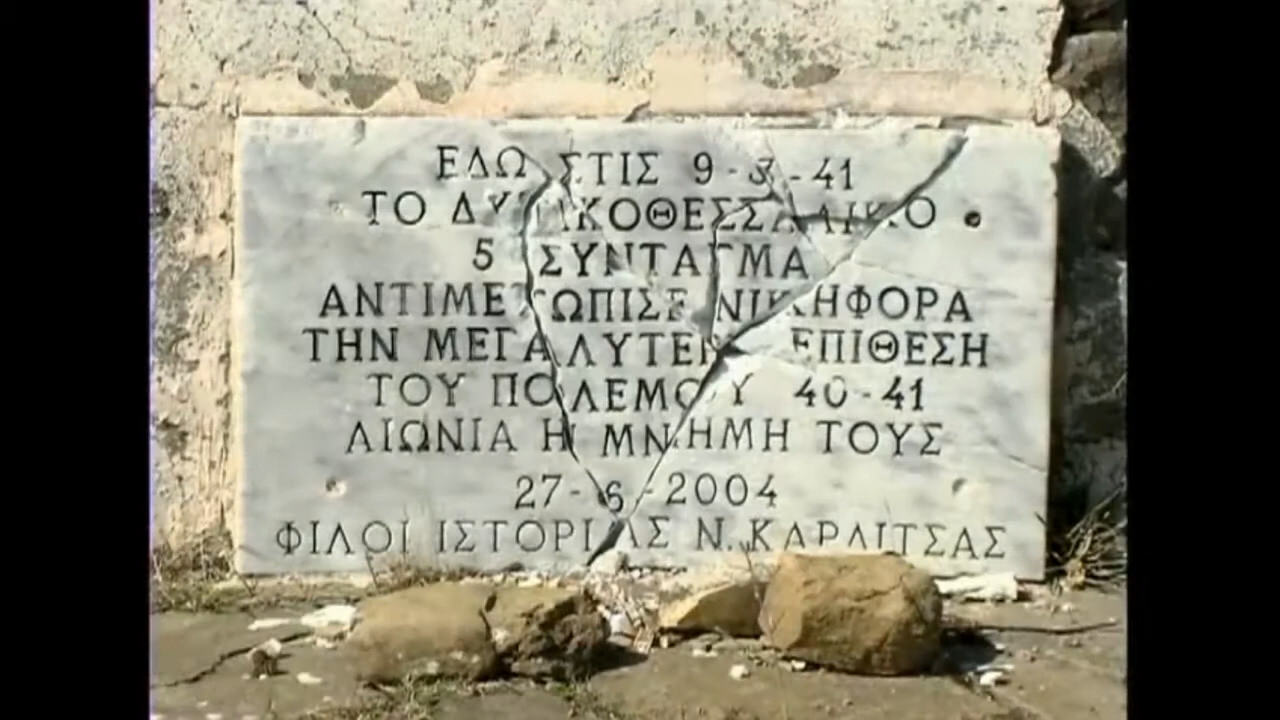 ΕΔΩ ΣΤΙΣ 9-3-41
ΤΟ ΔΥΤΙΚΟΘΕΣΣΑΛΙΚΟ
5 ΣΥΝΤΑΓΜΑ
ΑΝΤΙΜΕΤΩΠΙΣΕ ΝΙΚΗΦΟΡΑ
ΤΗΝ ΜΕΓΑΛΥΤΕΡΗ ΕΠΙΘΕΣΗ
ΤΟΥ ΠΟΛΕΜΟΥ 40-41
ΑΙΩΝΙΑ Η ΜΝΗΜΗ ΤΟΥΣ
27-6-2004
ΦΙΛΟΙ ΙΣΤΟΡΙΑΣ Ν. ΚΑΡΔΙΤΣΑΣ